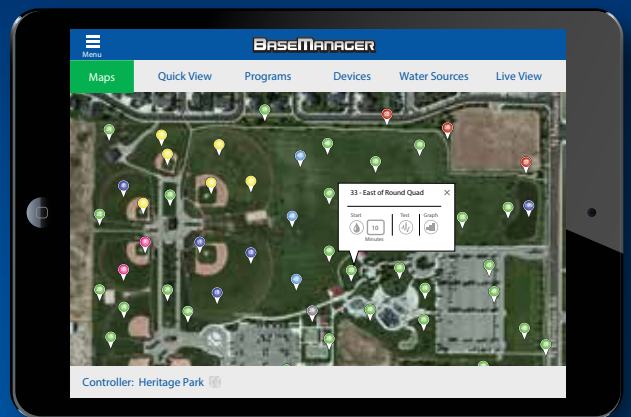 BASEMANAGER
Menu
Maps
Quick View
Programs
Devices
Water Sources
Live View
33 - East of Round Quad
Start
Test
Graph
10
Minutes
Controller: Heritage Park